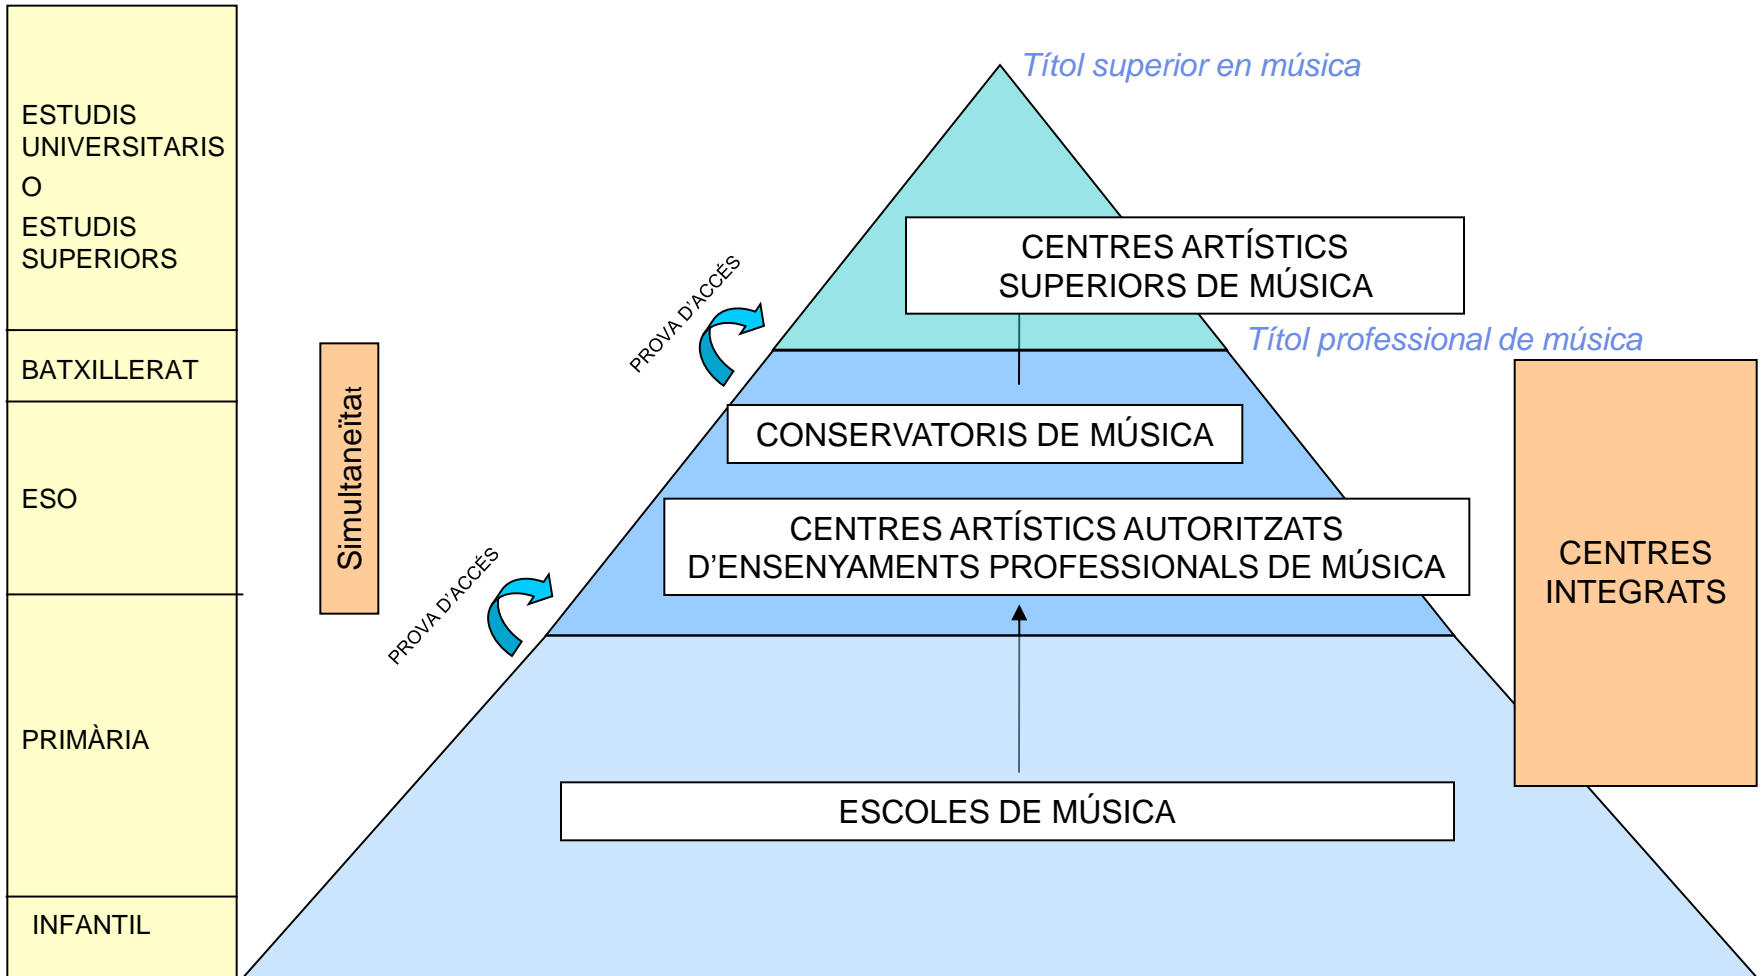 ESTUDIS
UNIVERSITARIS
O
ESTUDIS
SUPERIORS
BATXILLERAT
ESO
PRIMÀRIA
INFANTIL
Simultaneïtat
PROVA D’ACCÉS
PROVA D’ACCÉS
Títol superior en música
CENTRES ARTÍSTICS
SUPERIORS DE MÚSICA
Títol professional de música
CONSERVATORIS DE MÚSICA
CENTRES ARTÍSTICS AUTORITZATS
D’ENSENYAMENTS PROFESSIONALS DE MÚSICA
ESCOLES DE MÚSICA
CENTRES
INTEGRATS